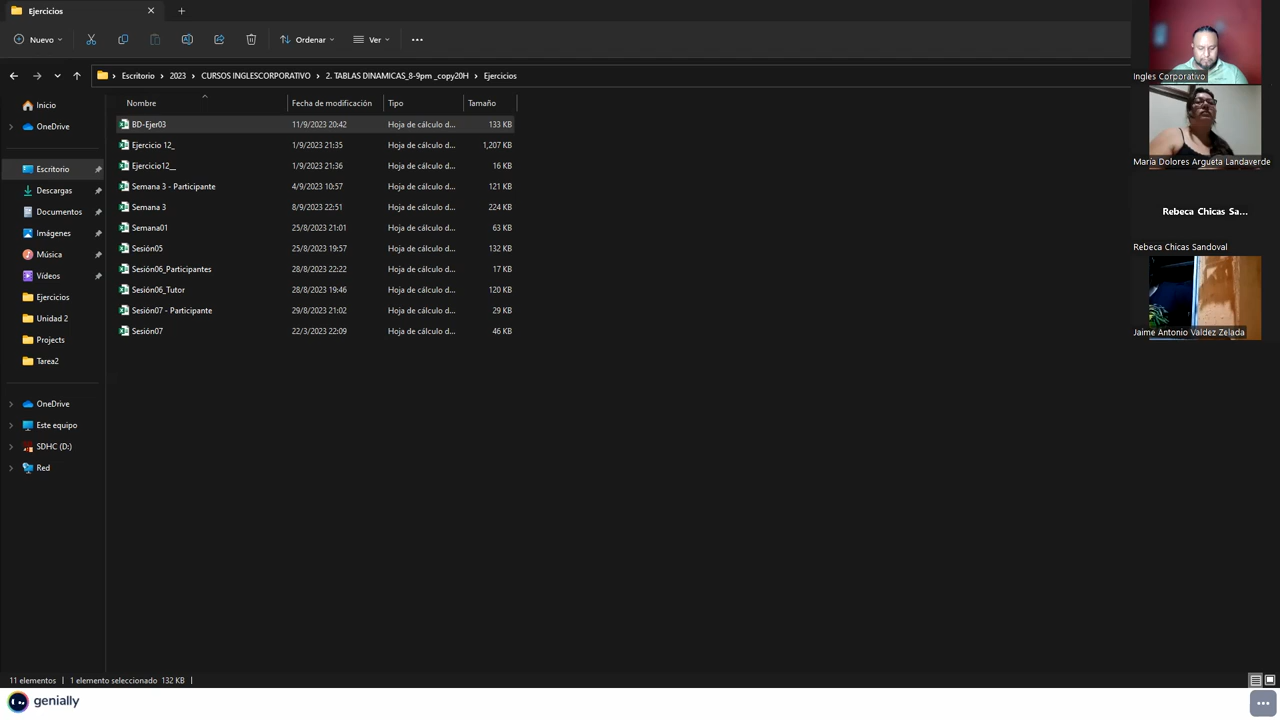 Ejercicios
Nuevo
Ordenar
Ver
Escritorio > 2023 > CURSOS INGLESCORPORATIVO > 2. TABLAS DINAMICAS_8-9pm _copy20H > Ejercicios
Inicio
OneDrive
Escritorio
Descargas
Documentos
Imágenes
Música
Vídeos
Ejercicios
Unidad 2
Projects
Tarea2
OneDrive
Este equipo
SDHC (D:)
Red
Nombre Fecha de modificación Tipo Tamaño
BD-Ejer03 11/9/2023 20:42 Hoja de cálculo d... 133 KB
Ejercicio 12_ 1/9/2023 21:35 Hoja de cálculo d... 1,207 KB
Ejercicio12__ 1/9/2023 21:36 Hoja de cálculo d... 16 KB
Semana 3 - Participante 4/9/2023 10:57 Hoja de cálculo d... 121 KB
Semana 3 8/9/2023 22:51 Hoja de cálculo d... 224 KB
Semana01 25/8/2023 21:01 Hoja de cálculo d... 63 KB
Sesión05 25/8/2023 19:57 Hoja de cálculo d... 132 KB
Sesión06_Participantes 28/8/2023 22:22 Hoja de cálculo d... 17 KB
Sesión06_Tutor 28/8/2023 19:46 Hoja de cálculo d... 120 KB
Sesión07 - Participante 29/8/2023 21:02 Hoja de cálculo d... 29 KB
Sesión07 22/3/2023 22:09 Hoja de cálculo d... 46 KB
Ingles Corporativo
María Dolores Argueta Landaverde
Rebeca Chicas Sa...
Rebeca Chicas Sandoval
Jaime Antonio Valdez Zelada
11 elementos 1 elemento seleccionado 132 KB
genially